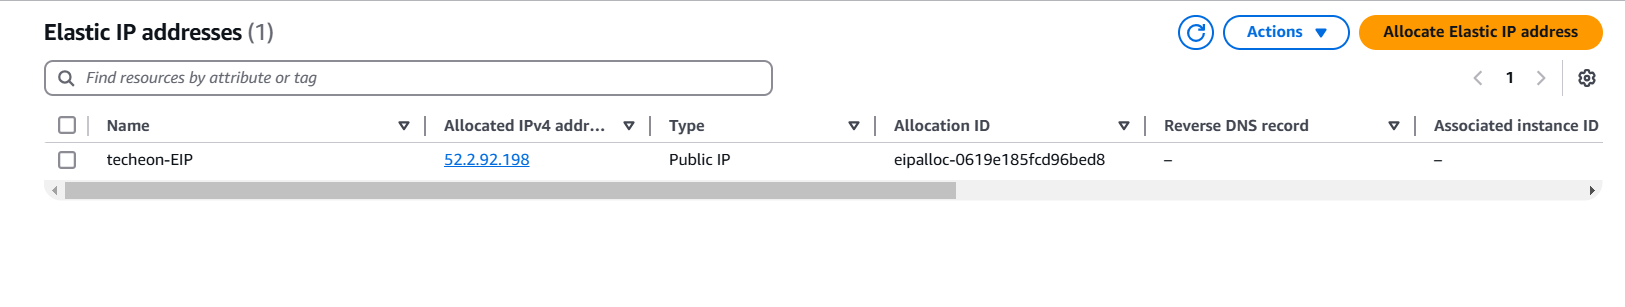 Elastic IP addresses (1)
Actions
Allocate Elastic IP address
Find resources by attribute or tag
1
Name Allocated IPv4 addr... Type Allocation ID Reverse DNS record Associated instance ID
techeon-EIP 52.2.92.198 Public IP eipalloc-0619e185fcd96bed8 – –